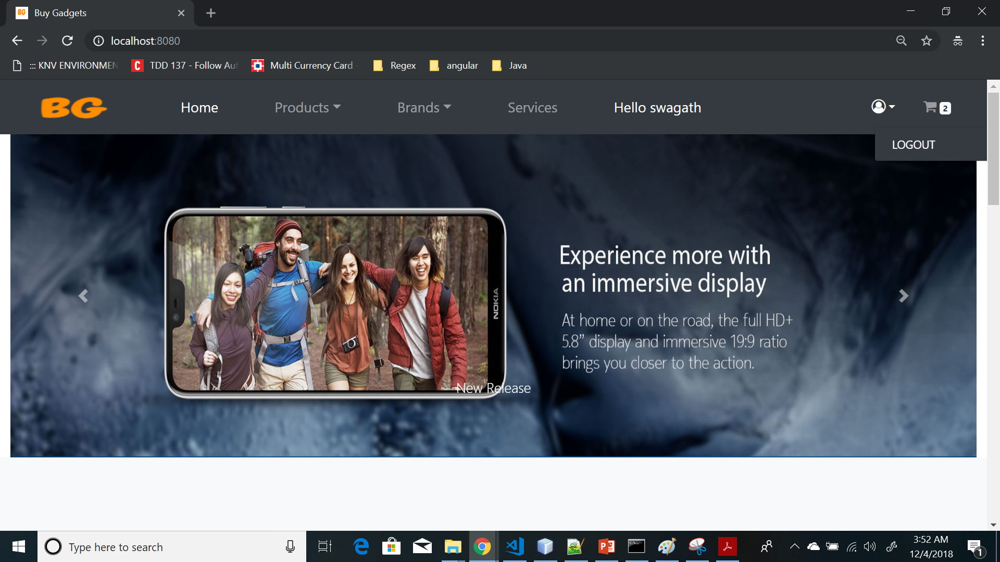 BG Buy Gadgets
localhost:8080
::: KNV ENVIRONMEN
TDD 137 - Follow Aut
Multi Currency Card -
Regex
angular
Java
BG
Home
Products
Brands
Services
Hello swagath
2
LOGOUT
NOKIA
Experience more with
an immersive display
At home or on the road, the full HD+
5.8” display and immersive 19:9 ratio
brings you closer to the action.
New Release
Type here to search
3:52 AM
12/4/2018
1